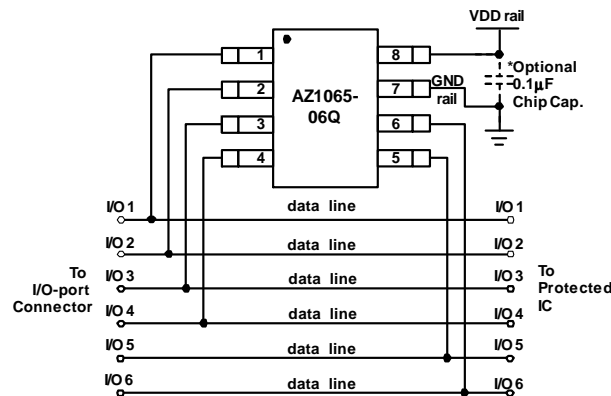 VDD rail
1
8
*Optional
0.1µF
Chip Cap.
2
AZ1065-
06Q
7
GND
rail
3
6
4
5
I/O 1
data line
I/O 1
I/O 2
data line
I/O 2
To
I/O-port
Connector
I/O 3
data line
I/O 3
To
Protected
IC
I/O 4
data line
I/O 4
I/O 5
data line
I/O 5
I/O 6
data line
I/O 6